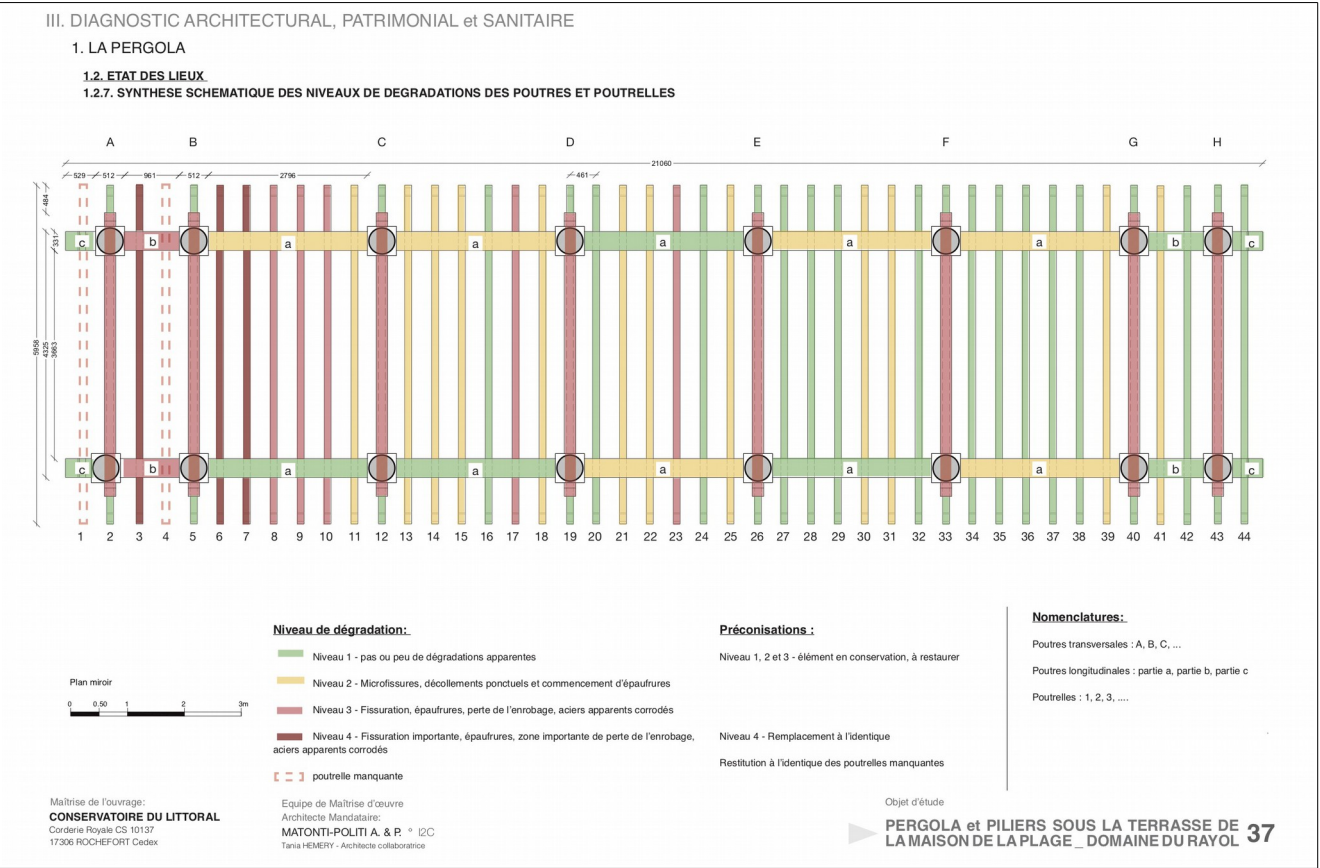 III. DIAGNOSTIC ARCHITECTURAL, PATRIMONIAL et SANITAIRE
1. LA PERGOLA
1.2. ETAT DES LIEUX
1.2.7. SYNTHESE SCHEMATIQUE DES NIVEAUX DE DEGRADATIONS DES POUTRES ET POUTRELLES
A B C D E F G H
21060
529 512 961 512 2796 461
484
331
c b a a a a a b c
5958
4325
3663
c b a a a a a b c
1 2 3 4 5 6 7 8 9 10 11 12 13 14 15 16 17 18 19 20 21 22 23 24 25 26 27 28 29 30 31 32 33 34 35 36 37 38 39 40 41 42 43 44
Niveau de dégradation:
Niveau 1 - pas ou peu de dégradations apparentes
Niveau 2 - Microfissures, décollements ponctuels et commencement d'épaufrures
Niveau 3 - Fissuration, épaufrures, perte de l'enrobage, aciers apparents corrodés
Niveau 4 - Fissuration importante, épaufrures, zone importante de perte de l'enrobage,
aciers apparents corrodés
poutrelle manquante
Préconisations :
Niveau 1, 2 et 3 - élément en conservation, à restaurer
Niveau 4 - Remplacement à l'identique
Restitution à l'identique des poutrelles manquantes
Nomenclatures:
Poutres transversales : A, B, C, ...
Poutres longitudinales : partie a, partie b, partie c
Poutrelles : 1, 2, 3, ....
Plan miroir
0 0.50 1 2 3m
Maîtrise de l'ouvrage:
CONSERVATOIRE DU LITTORAL
Corderie Royale CS 10137
17306 ROCHEFORT Cedex
Equipe de Maîtrise d'œuvre
Architecte Mandataire:
MATONTI-POLITI A. & P. ° I2C
Tania HEMERY - Architecte collaboratrice
Objet d'étude
PERGOLA et PILIERS SOUS LA TERRASSE DE
LA MAISON DE LA PLAGE _ DOMAINE DU RAYOL
37